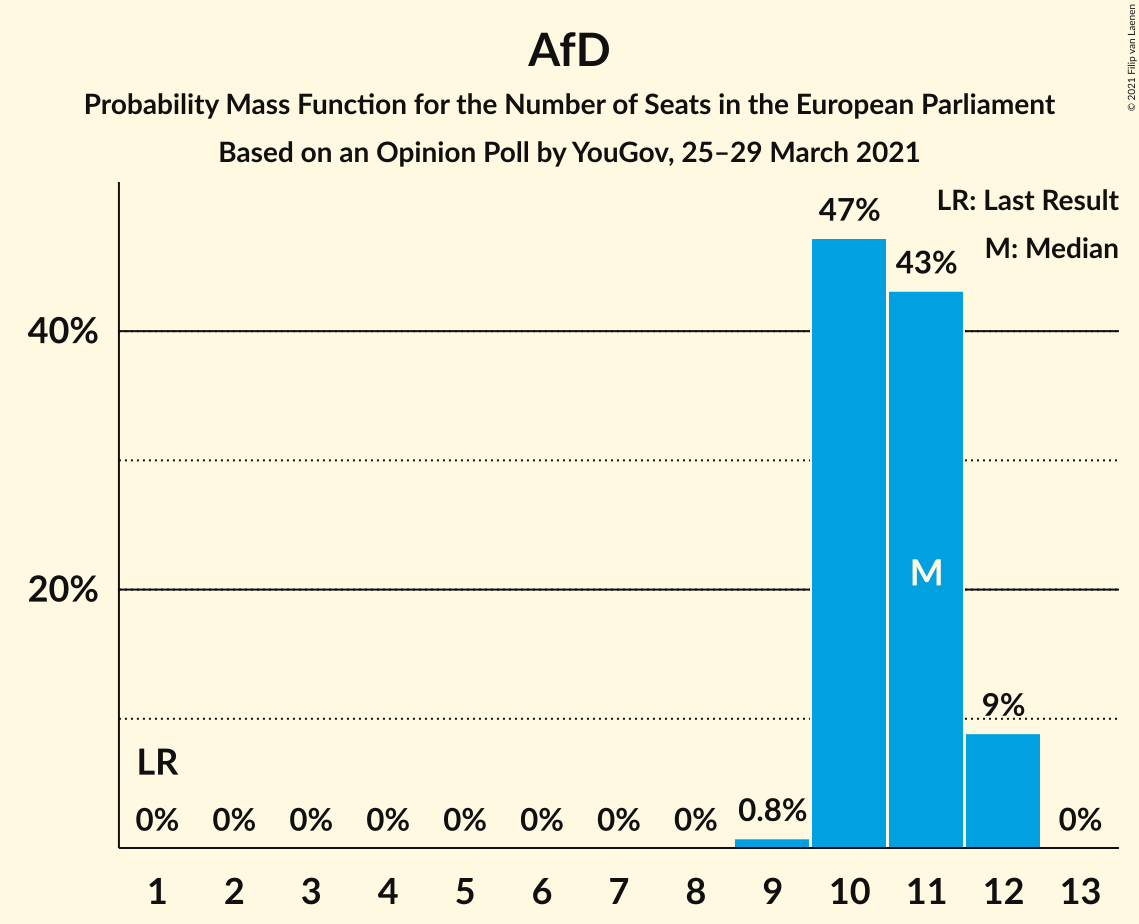 AfD
Probability Mass Function for the Number of Seats in the European Parliament
Based on an Opinion Poll by YouGov, 25–29 March 2021
© 2021 Filip van Laenen
LR: Last Result
M: Median
47%
43%
40%
20%
M
9%
LR
0% 0% 0% 0% 0% 0% 0% 0% 0.8% 0%
1 2 3 4 5 6 7 8 9 10 11 12 13